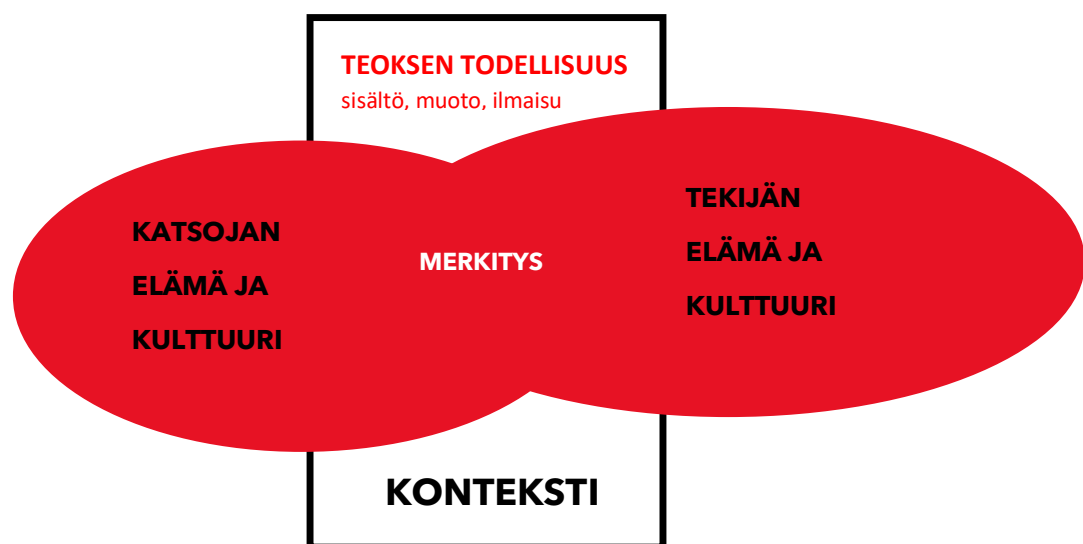 TEOKSEN TODELLISUUS
sisältö, muoto, ilmaisu
KATSOJAN
ELÄMÄ JA
KULTTUURI
MERKITYS
TEKIJÄN
ELÄMÄ JA
KULTTUURI
KONTEKSTI